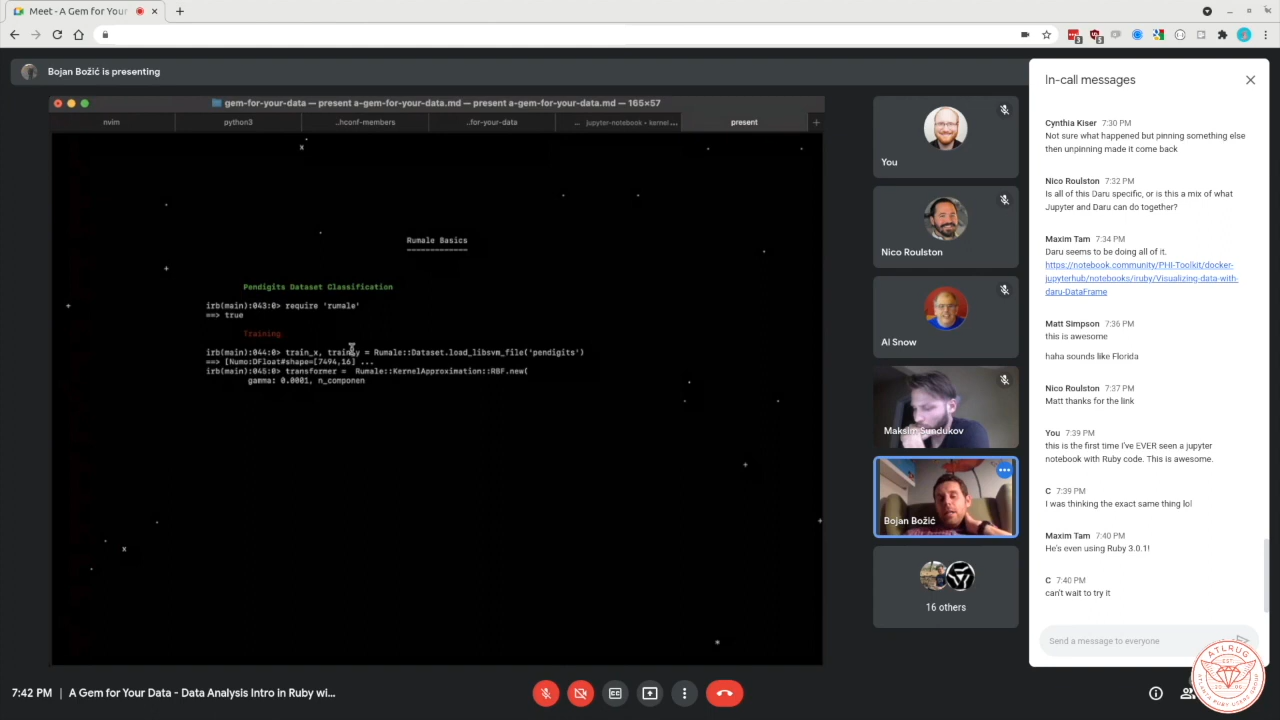 Meet - A Gem for Your
Bojan Božić is presenting
gem-for-your-data — present a-gem-for-your-data.md — present a-gem-for-your-data.md — 165×57
nvim
python3
...hconf-members
...for-your-data
... jupyter-notebook • kernel...
present
Rumale Basics
Pendigits Dataset Classification
irb(main):043:0> require 'rumale'
==> true
Training
irb(main):044:0> train_x, train_y = Rumale::Dataset.load_libsvm_file('pendigits')
==> [Numo::DFloat#shape=[7494,16] ...
irb(main):045:0> transformer = Rumale::KernelApproximation::RBF.new(
gamma: 0.0001, n_componen
You
Nico Roulston
Al Snow
Maksim Sundukov
Bojan Božić
16 others
In-call messages
Cynthia Kiser 7:30 PM
Not sure what happened but pinning something else
then unpinning made it come back
Nico Roulston 7:32 PM
Is all of this Daru specific, or is this a mix of what
Jupyter and Daru can do together?
Maxim Tam 7:34 PM
Daru seems to be doing all of it.
https://notebook.community/PHI-Toolkit/docker-
jupyterhub/notebooks/iruby/Visualizing-data-with-
daru-DataFrame
Matt Simpson 7:36 PM
this is awesome
haha sounds like Florida
Nico Roulston 7:37 PM
Matt thanks for the link
You 7:39 PM
this is the first time I've EVER seen a jupyter
notebook with Ruby code. This is awesome.
C 7:39 PM
I was thinking the exact same thing lol
Maxim Tam 7:40 PM
He's even using Ruby 3.0.1!
C 7:40 PM
can't wait to try it
Send a message to everyone
7:42 PM | A Gem for Your Data - Data Analysis Intro in Ruby wi...
ATLRUG
EST.
ATLANTA RUBY USERS GROUP